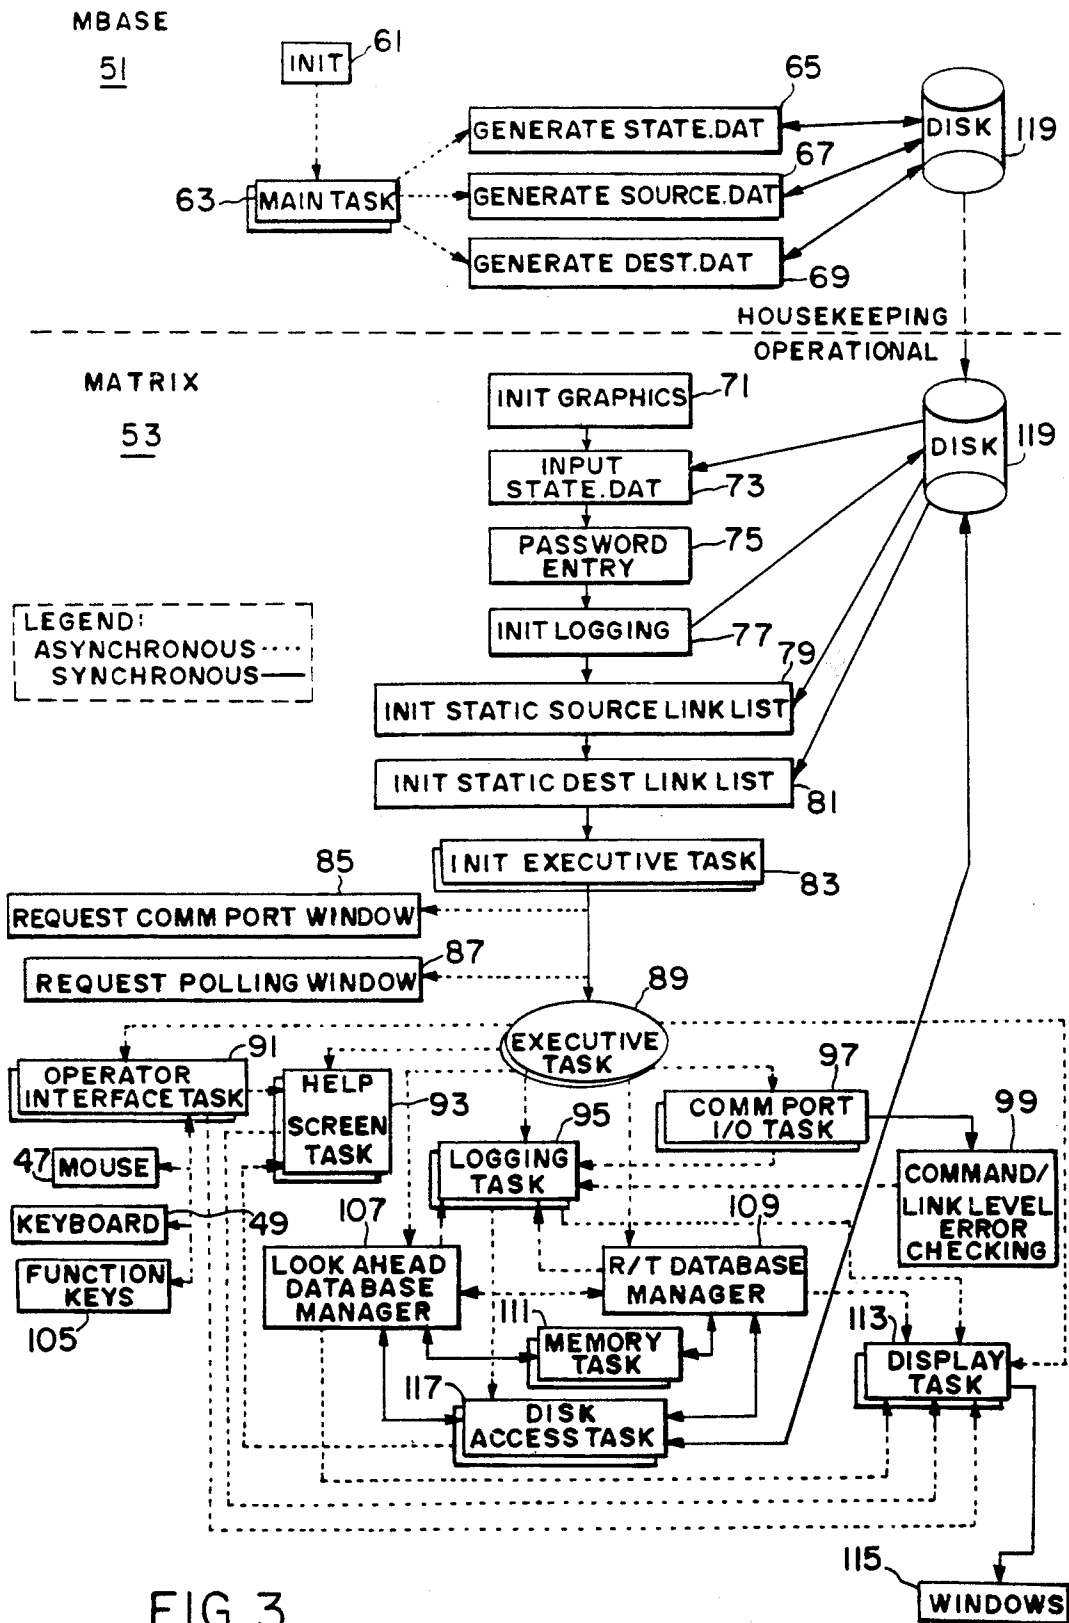 MBASE
51
INIT
61
MAIN TASK
63
GENERATE STATE.DAT
65
GENERATE SOURCE.DAT
67
GENERATE DEST.DAT
69
DISK
119
HOUSEKEEPING
OPERATIONAL
MATRIX
53
INIT GRAPHICS
71
INPUT
STATE.DAT
73
DISK
119
PASSWORD
ENTRY
75
INIT LOGGING
77
LEGEND:
ASYNCHRONOUS
SYNCHRONOUS
79
INIT STATIC SOURCE LINK LIST
INIT STATIC DEST LINK LIST
81
INIT EXECUTIVE TASK
83
85
REQUEST COMM PORT WINDOW
87
REQUEST POLLING WINDOW
89
EXECUTIVE
TASK
91
OPERATOR
INTERFACE TASK
HELP
SCREEN
TASK
93
95
LOGGING
TASK
97
COMM PORT
I/O TASK
99
COMMAND/
LINK LEVEL
ERROR
CHECKING
47
MOUSE
KEYBOARD
49
FUNCTION
KEYS
105
107
LOOK AHEAD
DATABASE
MANAGER
109
R/T DATABASE
MANAGER
111
MEMORY
TASK
113
DISPLAY
TASK
117
DISK
ACCESS TASK
115
WINDOWS
FIG. 3